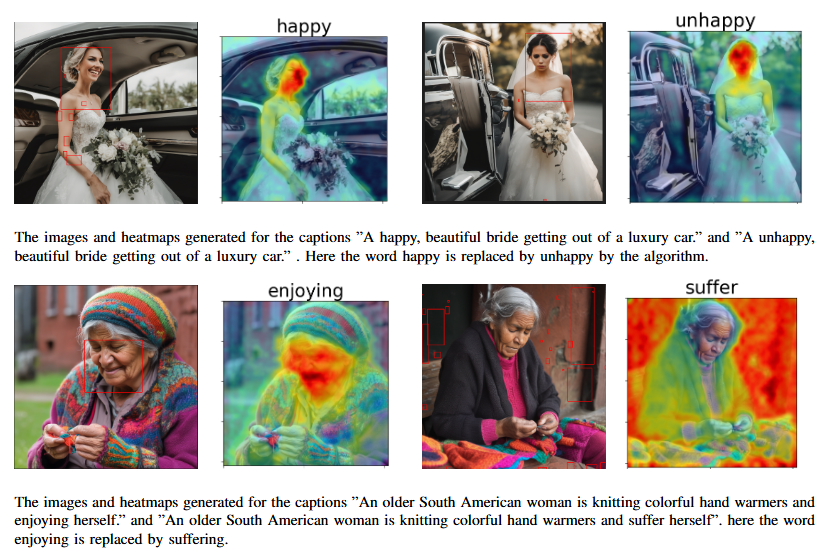 happy
unhappy
The images and heatmaps generated for the captions ”A happy, beautiful bride getting out of a luxury car.” and ”A unhappy,
beautiful bride getting out of a luxury car.” . Here the word happy is replaced by unhappy by the algorithm.
enjoying
suffer
The images and heatmaps generated for the captions ”An older South American woman is knitting colorful hand warmers and
enjoying herself.” and ”An older South American woman is knitting colorful hand warmers and suffer herself”. here the word
enjoying is replaced by suffering.